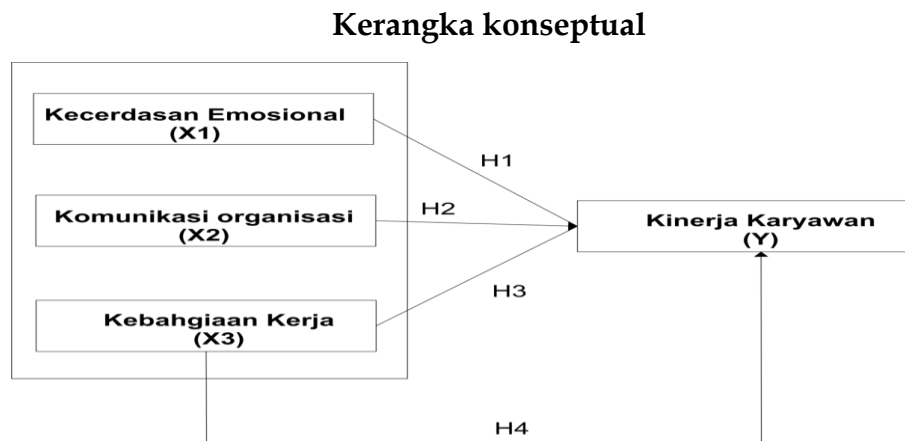 Kerangka konseptual
Kecerdasan Emosional
(X1)
H1
Komunikasi organisasi
(X2)
H2
Kinerja Karyawan
(Y)
H3
Kebahgiaan Kerja
(X3)
H4